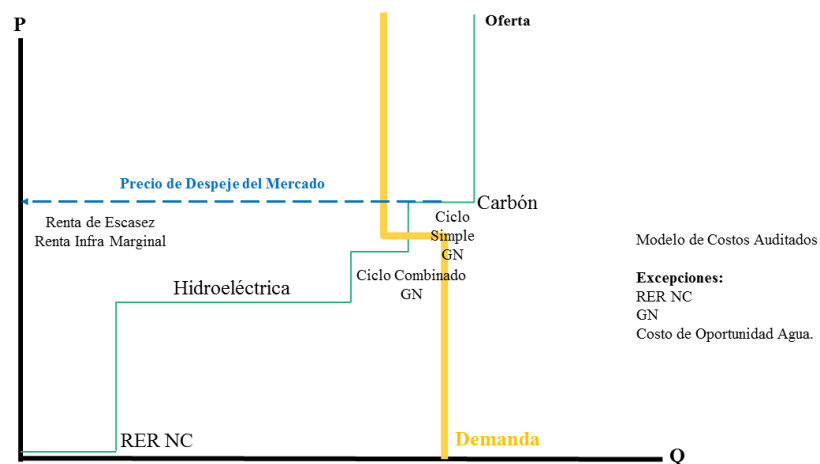 P
Oferta
Precio de Despeje del Mercado
Carbón
Renta de Escasez
Renta Infra Marginal
Ciclo
Simple
GN
Modelo de Costos Auditados
Ciclo Combinado
GN
Excepciones:
RER NC
GN
Costo de Oportunidad Agua.
Hidroeléctrica
RER NC
Demanda
Q